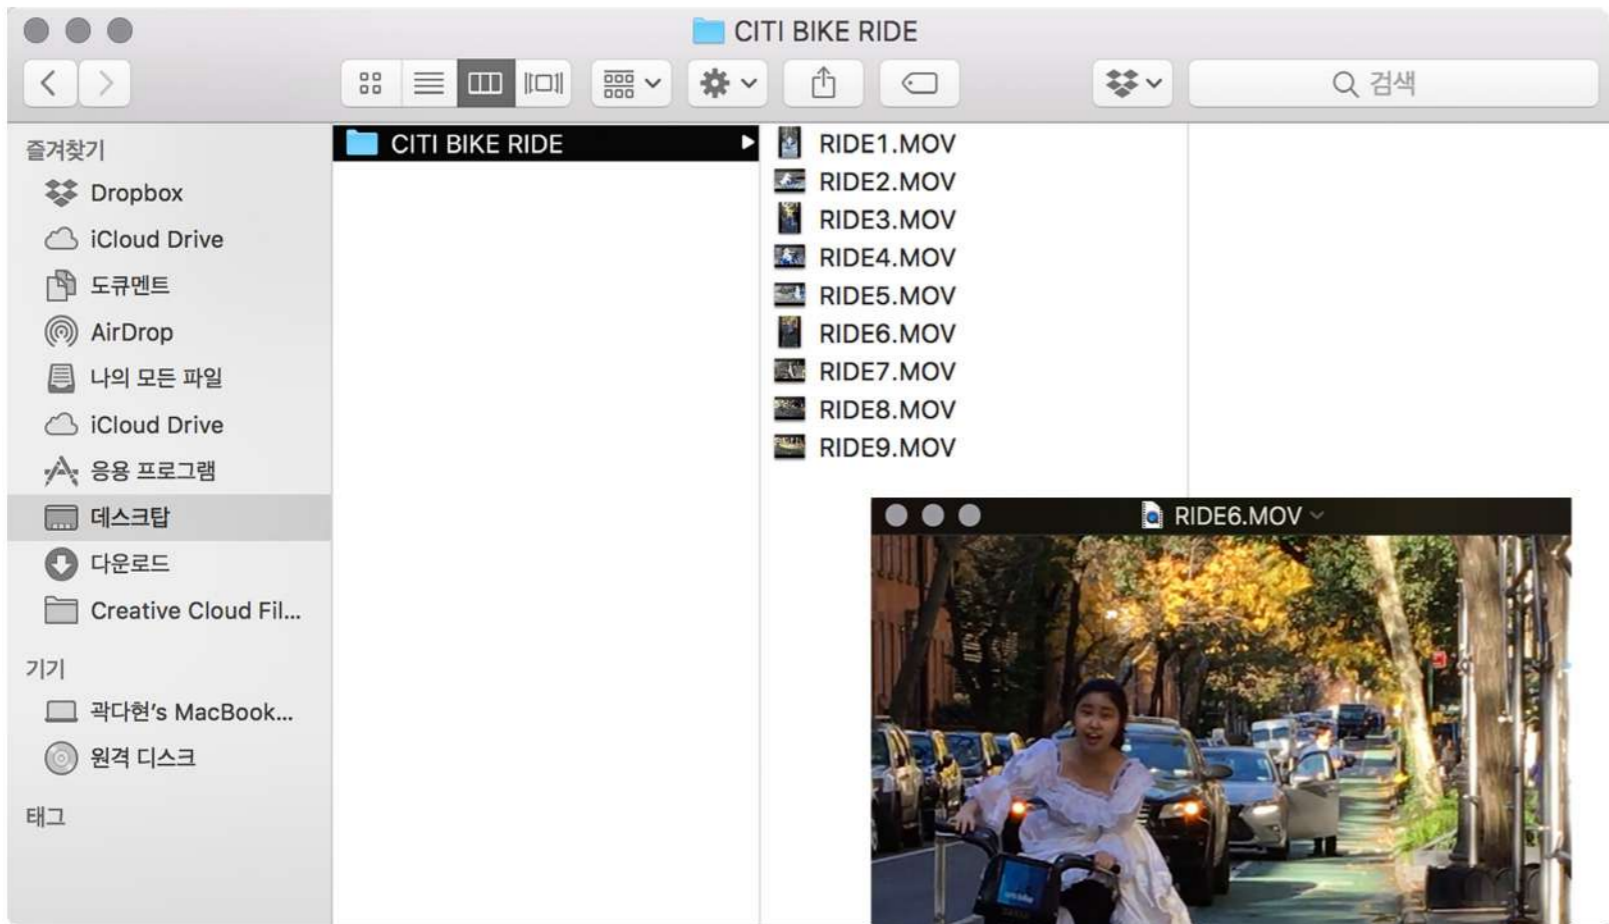 CITI BIKE RIDE
검색
즐겨찾기
Dropbox
iCloud Drive
도큐멘트
AirDrop
나의 모든 파일
iCloud Drive
응용 프로그램
데스크탑
다운로드
Creative Cloud Fil...
기기
곽다현's MacBook...
원격 디스크
태그
CITI BIKE RIDE
RIDE1.MOV
RIDE2.MOV
RIDE3.MOV
RIDE4.MOV
RIDE5.MOV
RIDE6.MOV
RIDE7.MOV
RIDE8.MOV
RIDE9.MOV
RIDE6.MOV